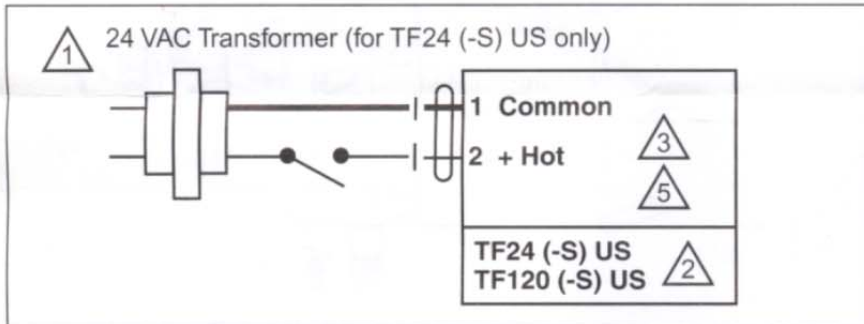 1 24 VAC Transformer (for TF24 (-S) US only)
1 Common
2 + Hot
3
5
TF24 (-S) US
TF120 (-S) US
2